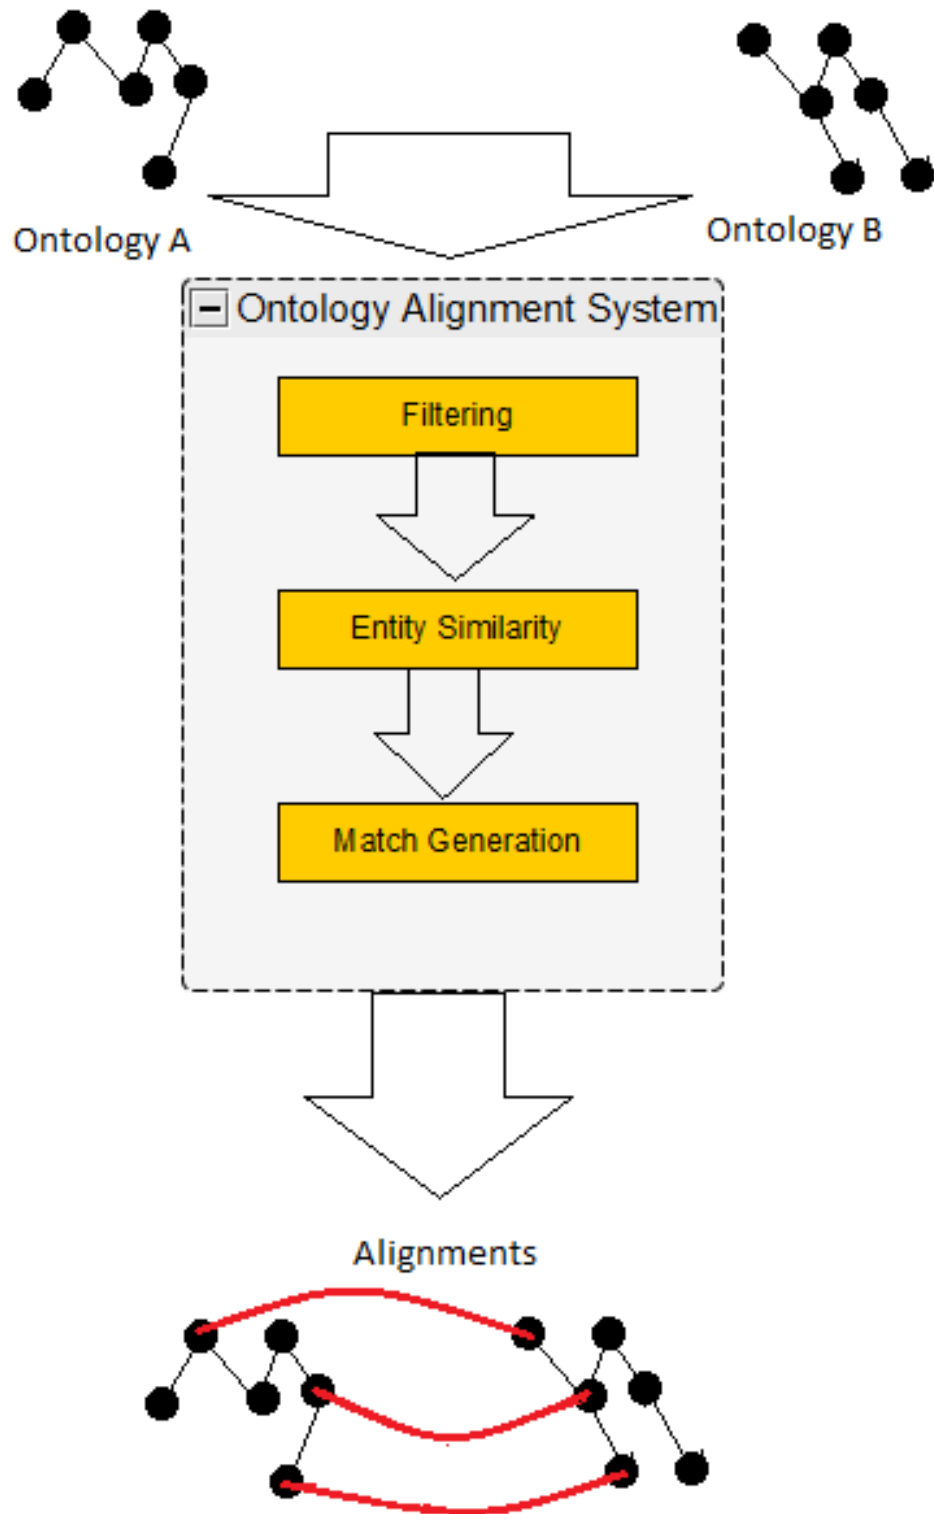 Ontology A
Ontology B
Ontology Alignment System
Filtering
Entity Similarity
Match Generation
Alignments